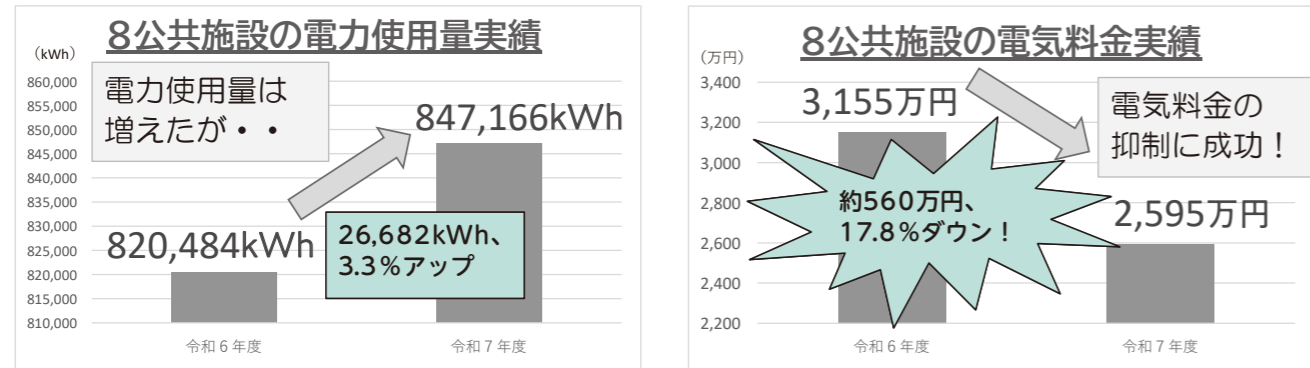 8公共施設の電力使用量実績
（kWh）
電力使用量は
増えたが・・
860,000
855,000
850,000
845,000
840,000
835,000
830,000
825,000
820,000
815,000
810,000
820,484kWh
847,166kWh
26,682kWh、
3.3％アップ
令和６年度
令和７年度
8公共施設の電気料金実績
（万円）
3,400
3,200
3,000
2,800
2,600
2,400
2,200
3,155万円
電気料金の
抑制に成功！
約560万円、
17.8％ダウン！
2,595万円
令和６年度
令和７年度